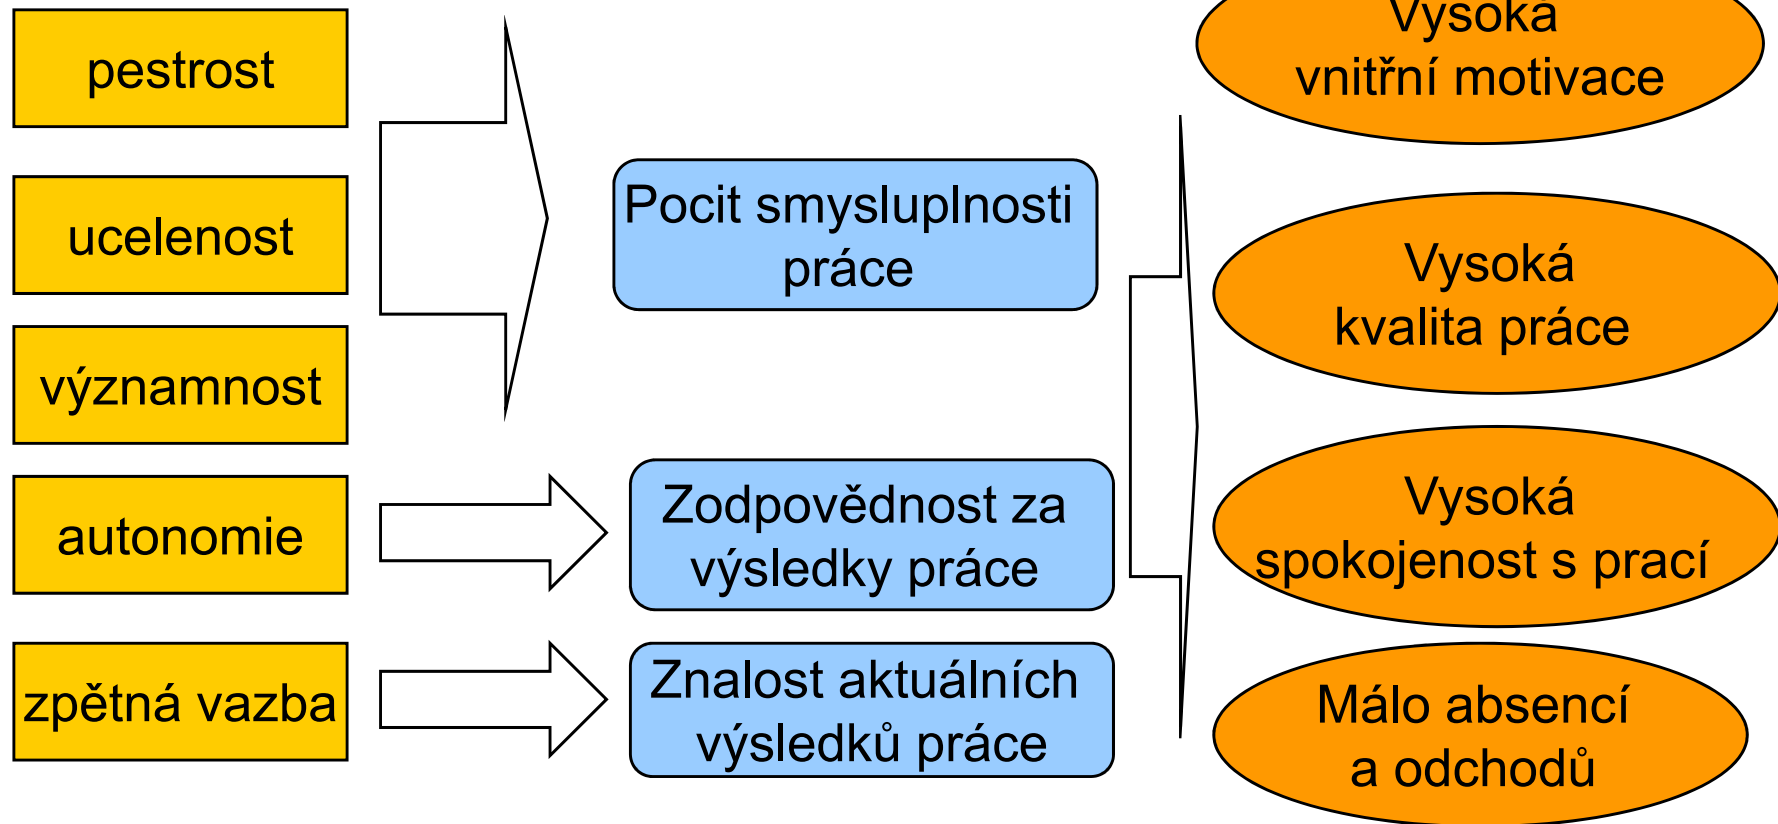 pestrost
ucelenost
významnost
autonomie
zpětná vazba
Pocit smysluplnosti
práce
Zodpovědnost za
výsledky práce
Znalost aktuálních
výsledků práce
Vysoká
vnitřní motivace
Vysoká
kvalita práce
Vysoká
spokojenost s prací
Málo absencí
a odchodů